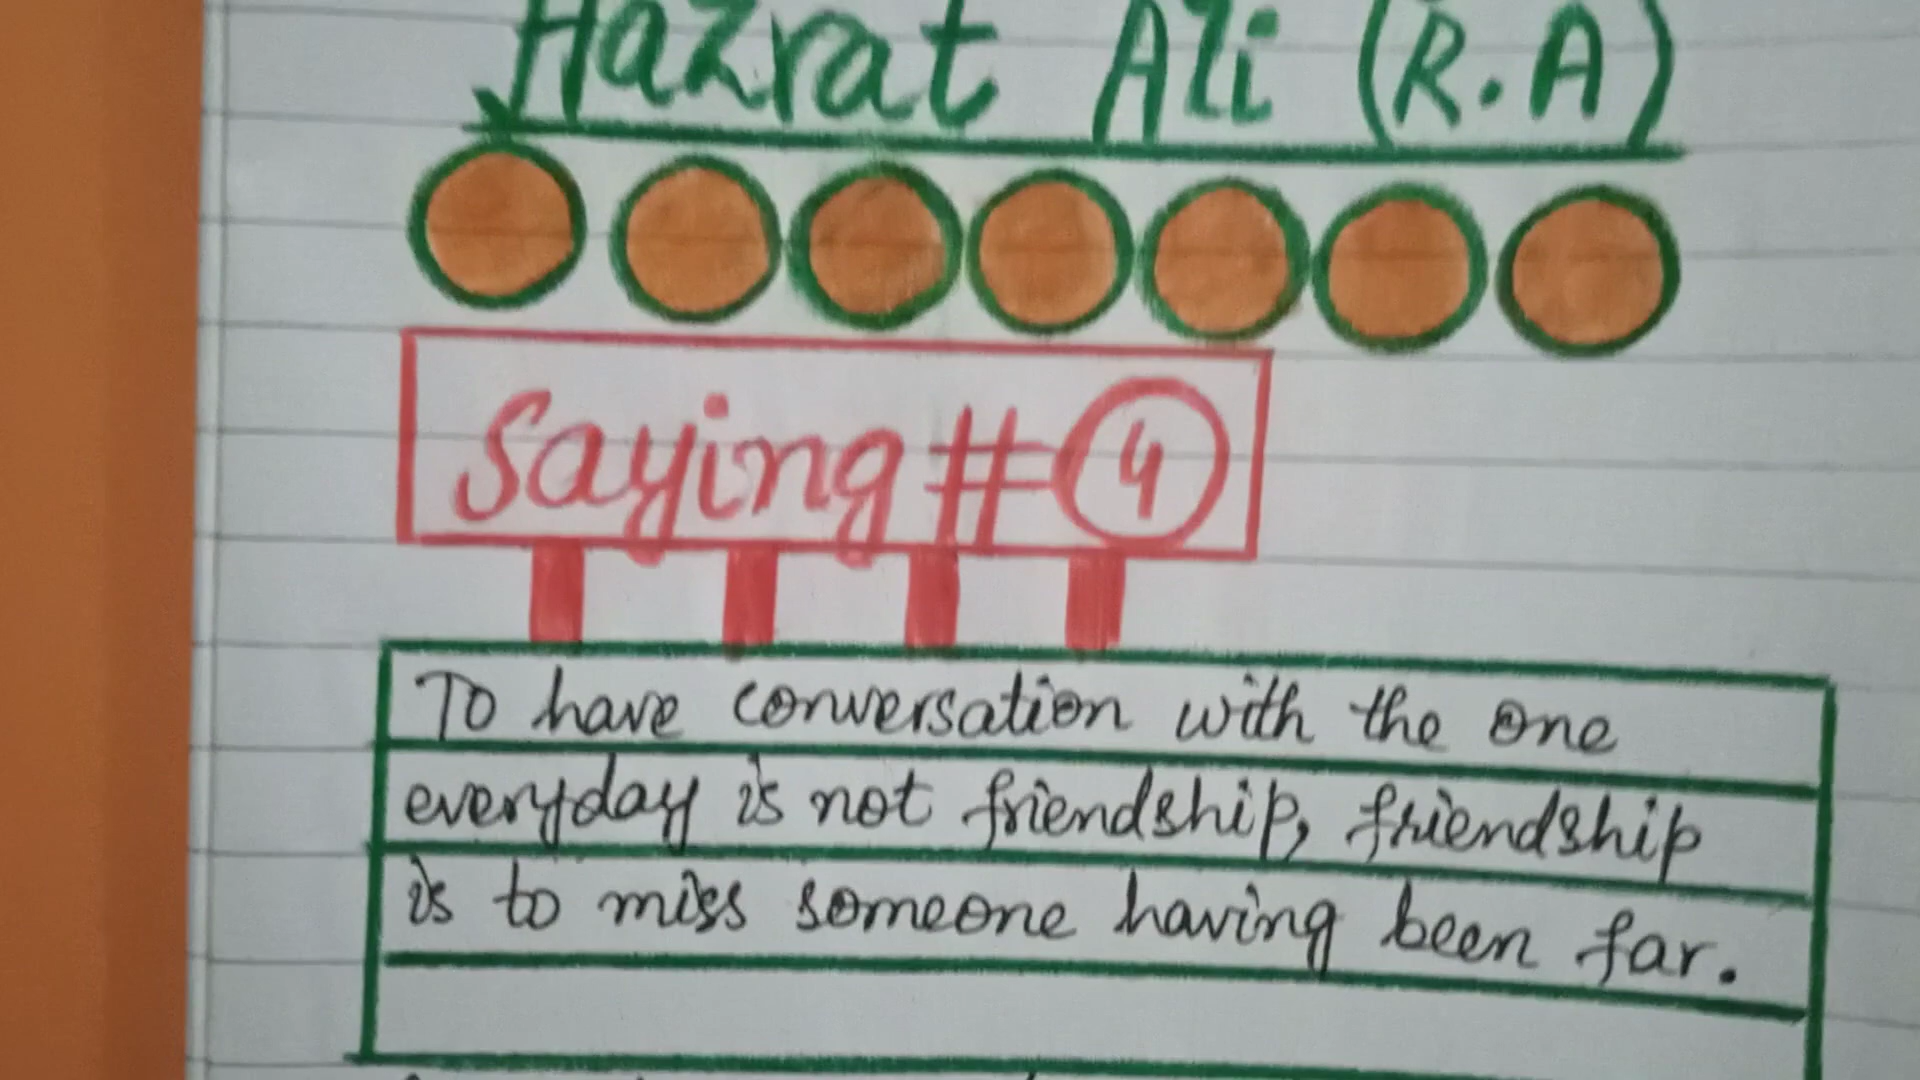 Hazrat Ali (R.A)
Saying # 4
To have conversation with the one
everyday is not friendship, friendship
is to miss someone having been far.